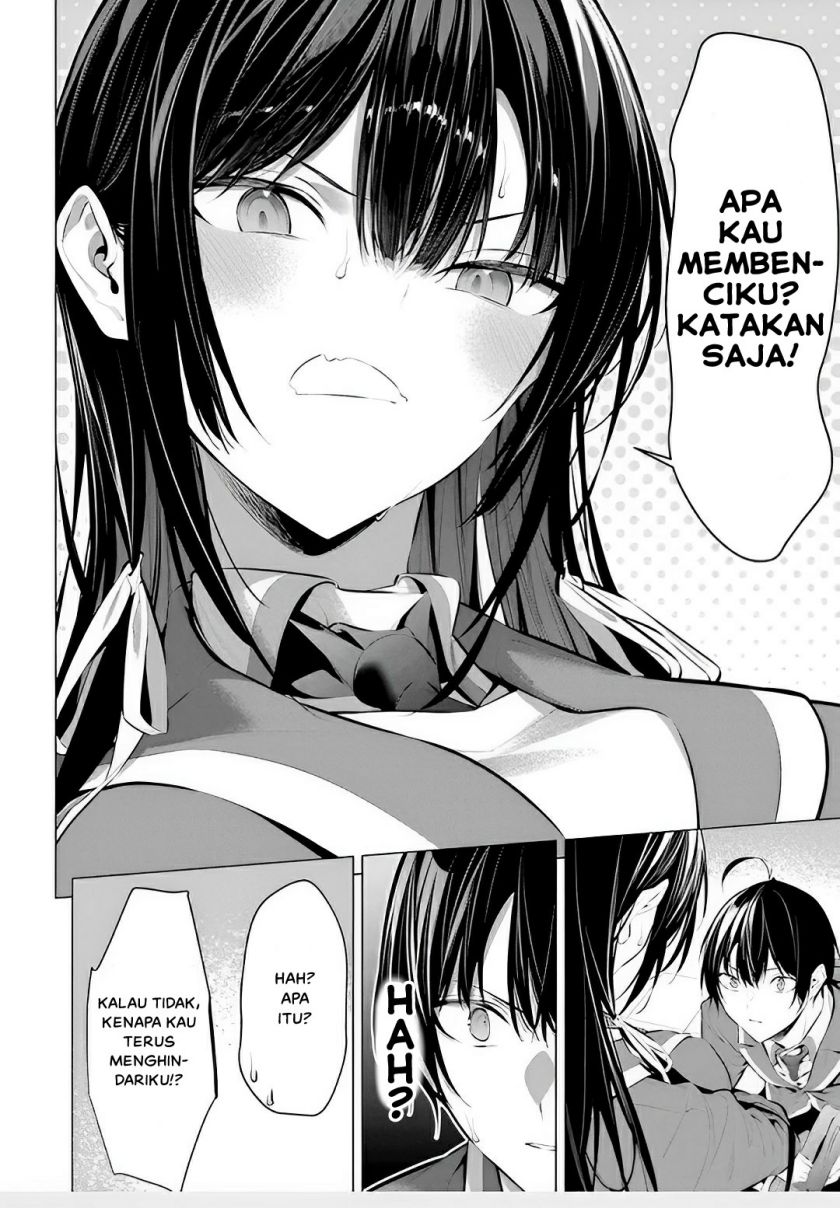 APA
KAU
MEMBEN-
CIKU?
KATAKAN
SAJA!
HAH?
HAH?
APA
ITU?
KALAU TIDAK,
KENAPA KAU
TERUS
MENGHIN-
DARIKU!?